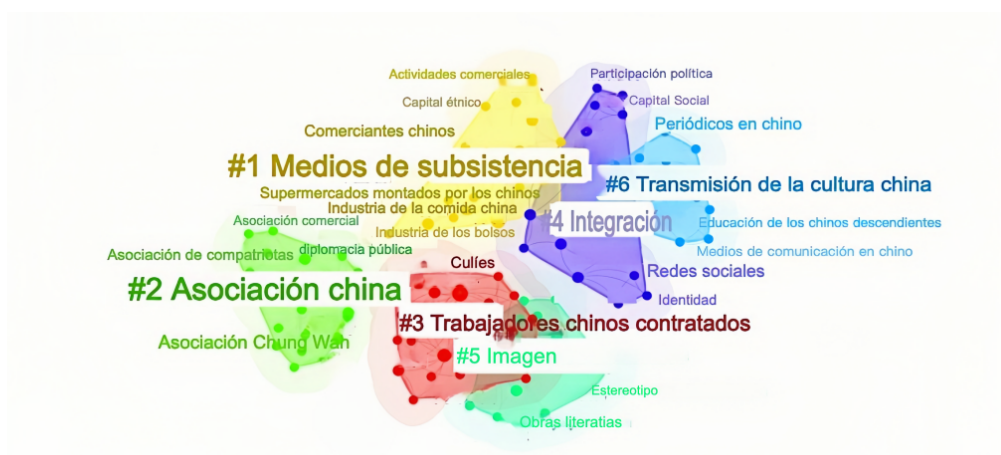 Actividades comerciales
Participación política
Capital étnico
Capital Social
Comerciantes chinos
Periódicos en chino
#1 Medios de subsistencia
#6 Transmisión de la cultura china
Supermercados montados por los chinos
Industria de la comida china
#4 Integración
Asociación comercial
Industria de los bolsos
Educación de los chinos descendientes
Asociación de compatriotas
diplomacia pública
Medios de comunicación en chino
Culíes
Redes sociales
#2 Asociación china
Identidad
#3 Trabajadores chinos contratados
Asociación Chung Wah
#5 Imagen
Estereotipo
Obras literatias